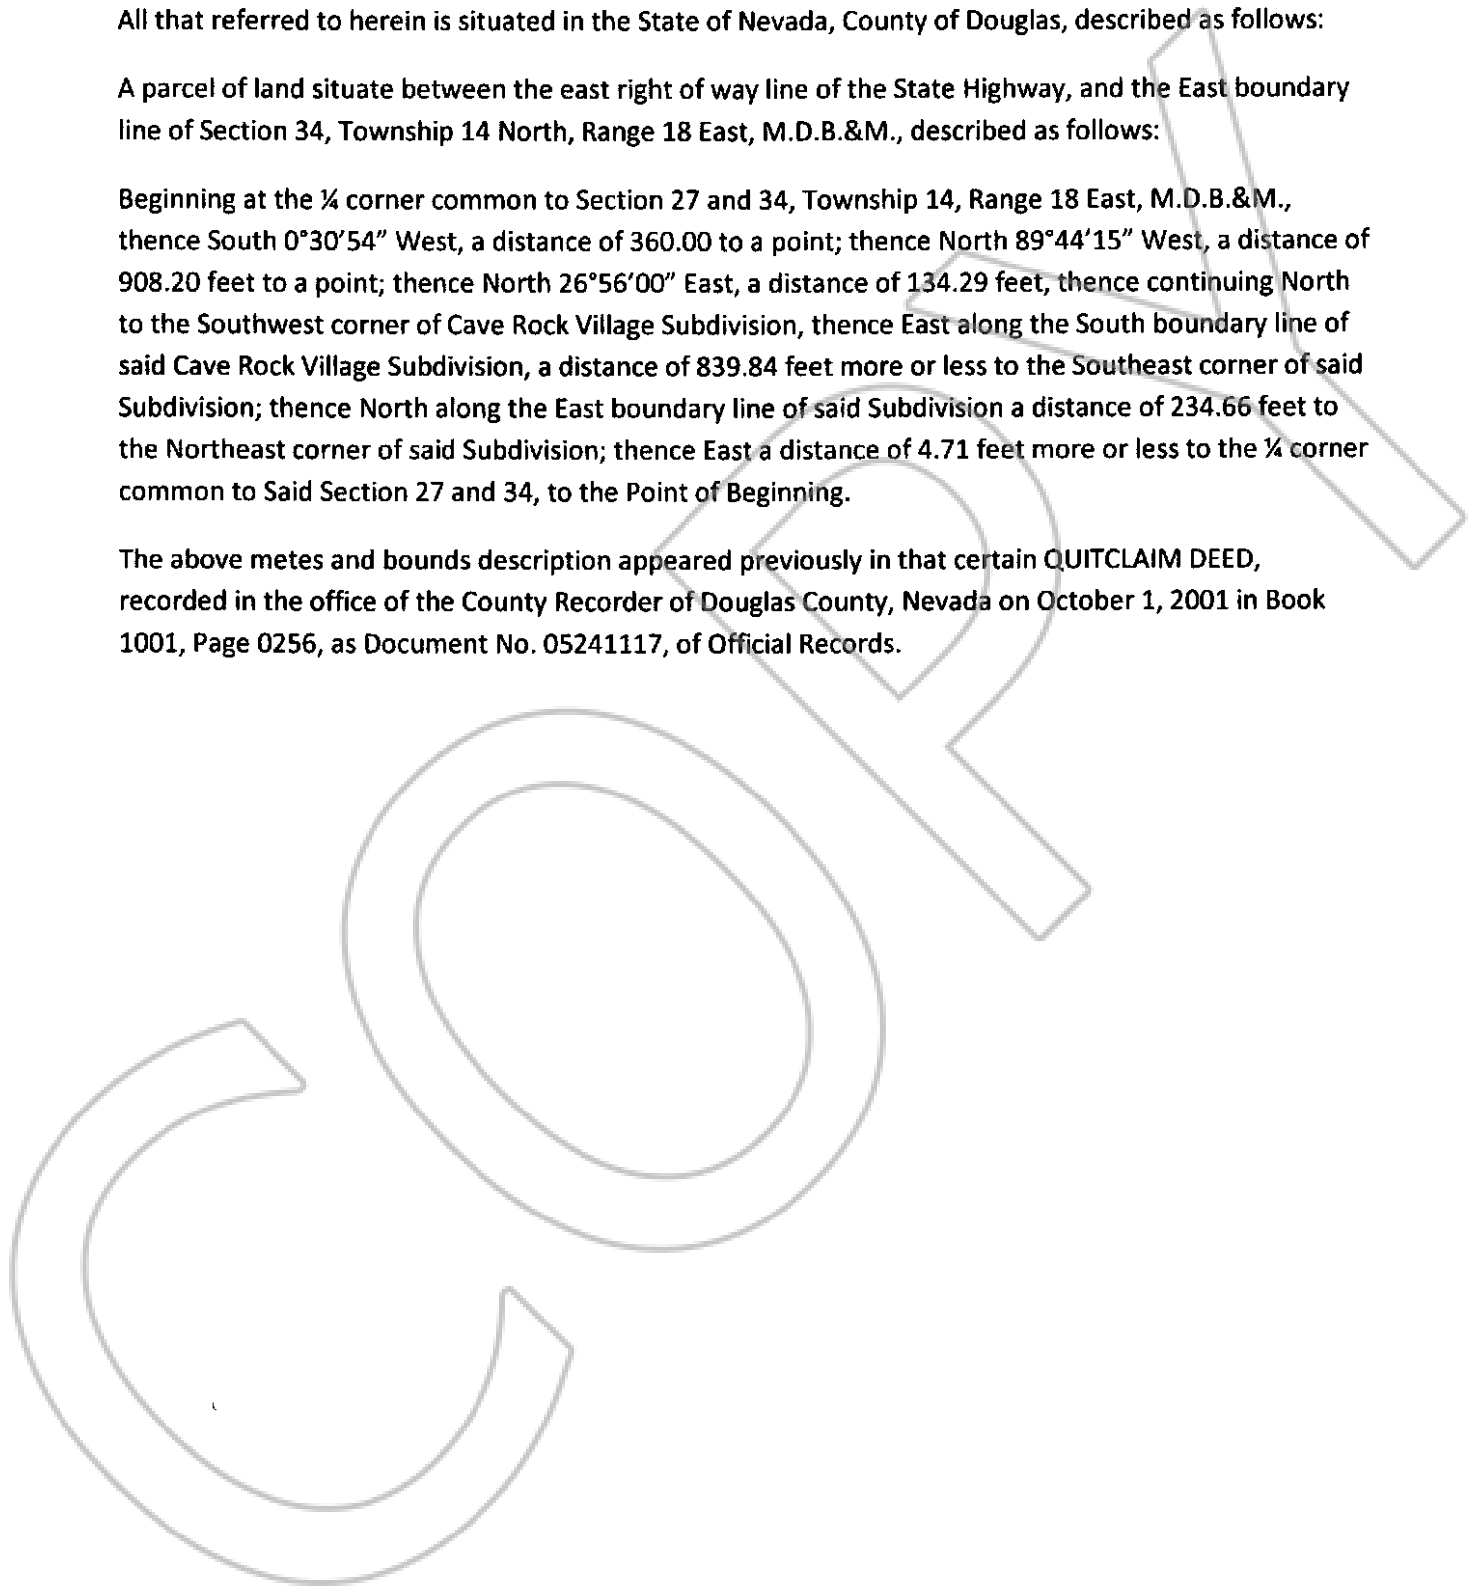 All that referred to herein is situated in the State of Nevada, County of Douglas, described as follows:
A parcel of land situate between the east right of way line of the State Highway, and the East boundary
line of Section 34, Township 14 North, Range 18 East, M.D.B.&M., described as follows:
Beginning at the ¼ corner common to Section 27 and 34, Township 14, Range 18 East, M.D.B.&M.,
thence South 0°30′54″ West, a distance of 360.00 to a point; thence North 89°44′15″ West, a distance of
908.20 feet to a point; thence North 26°56′00″ East, a distance of 134.29 feet, thence continuing North
to the Southwest corner of Cave Rock Village Subdivision, thence East along the South boundary line of
said Cave Rock Village Subdivision, a distance of 839.84 feet more or less to the Southeast corner of said
Subdivision; thence North along the East boundary line of said Subdivision a distance of 234.66 feet to
the Northeast corner of said Subdivision; thence East a distance of 4.71 feet more or less to the ¼ corner
common to Said Section 27 and 34, to the Point of Beginning.
The above metes and bounds description appeared previously in that certain QUITCLAIM DEED,
recorded in the office of the County Recorder of Douglas County, Nevada on October 1, 2001 in Book
1001, Page 0256, as Document No. 05241117, of Official Records.
COPY